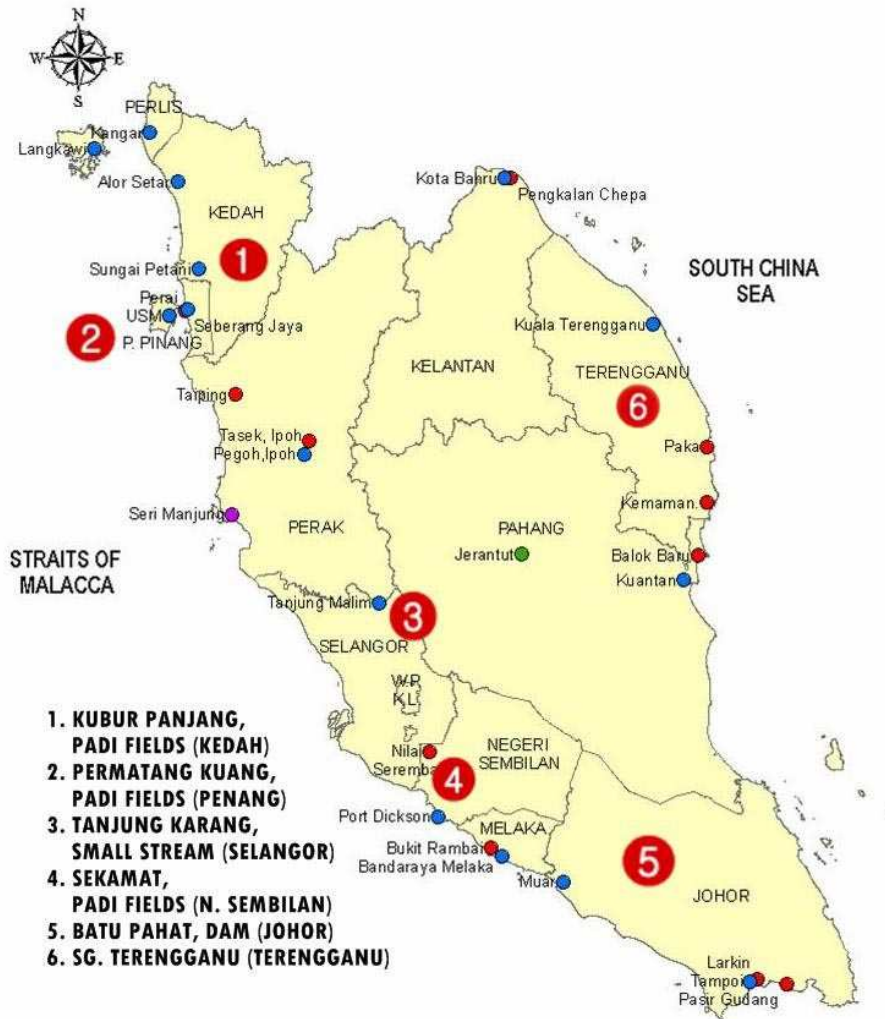 N
W E
S
PERLIS
Kangar
Langkawi
Alor Setar
KEDAH
Kota Bahru
Pengkalan Chepa
1
Sungai Petani
SOUTH CHINA
SEA
Perai
USM
Seberang Jaya
2
P. PINANG
Kuala Terengganu
KELANTAN
TERENGGANU
6
Taiping
Tasek, Ipoh
Pegoh,Ipoh
Paka
Kemaman.
Seri Manjung
PERAK
PAHANG
Jerantut
Balok Baru
Kuantan
STRAITS OF
MALACCA
Tanjung Malim
3
SELANGOR
W.P
K.L
Nilai
Seremba
4
NEGERI
SEMBILAN
Port Dickson
MELAKA
Bukit Rambai
Bandaraya Melaka
Muar
5
JOHOR
Larkin
Tampoi
Pasir Gudang
1. KUBUR PANJANG,
PADI FIELDS (KEDAH)
2. PERMATANG KUANG,
PADI FIELDS (PENANG)
3. TANJUNG KARANG,
SMALL STREAM (SELANGOR)
4. SEKAMAT,
PADI FIELDS (N. SEMBILAN)
5. BATU PAHAT, DAM (JOHOR)
6. SG. TERENGGANU (TERENGGANU)